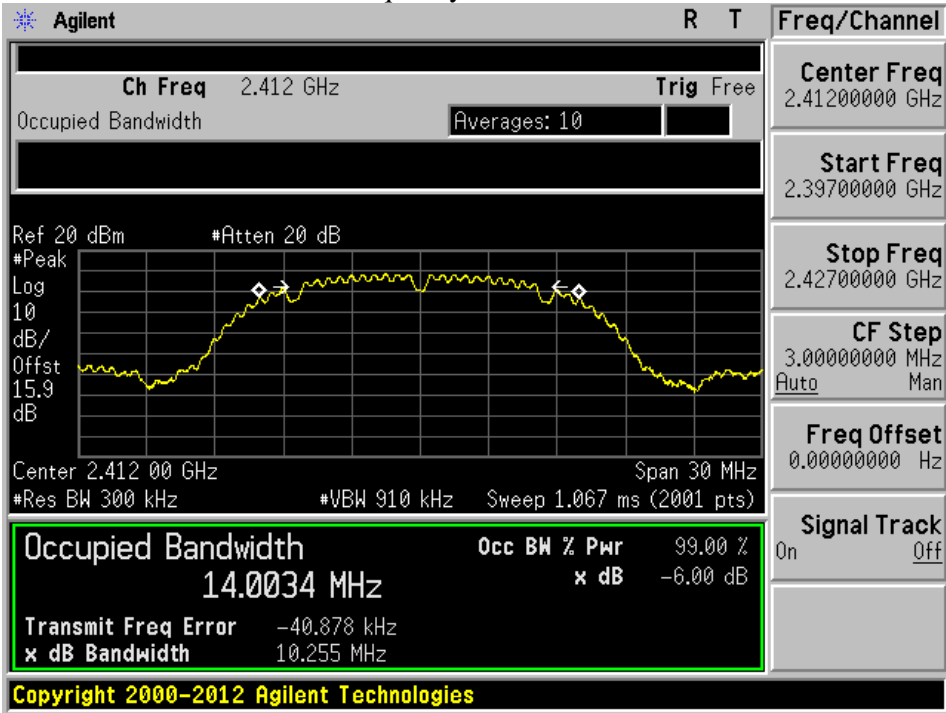 Agilent R T Freq/Channel
Ch Freq 2.412 GHz Trig Free
Occupied Bandwidth Averages: 10
Center Freq
2.41200000 GHz
Start Freq
2.39700000 GHz
Stop Freq
2.42700000 GHz
CF Step
3.00000000 MHz
Auto Man
Freq Offset
0.00000000 Hz
Signal Track
On Off
Ref 20 dBm #Atten 20 dB
#Peak
Log
10
dB/
Offst
15.9
dB
Center 2.412 00 GHz Span 30 MHz
#Res BW 300 kHz #VBW 910 kHz Sweep 1.067 ms (2001 pts)
Occupied Bandwidth Occ BW % Pwr 99.00 %
14.0034 MHz x dB -6.00 dB
Transmit Freq Error -40.878 kHz
x dB Bandwidth 10.255 MHz
Copyright 2000-2012 Agilent Technologies